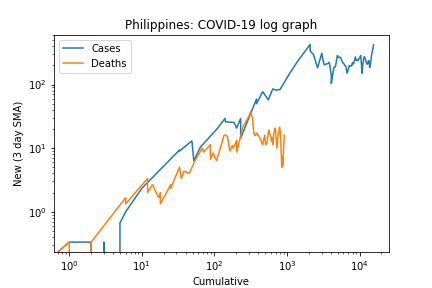 Philippines: COVID-19 log graph
Cases
Deaths
New (3 day SMA)
10²
10¹
10⁰
10⁰ 10¹ 10² 10³ 10⁴
Cumulative